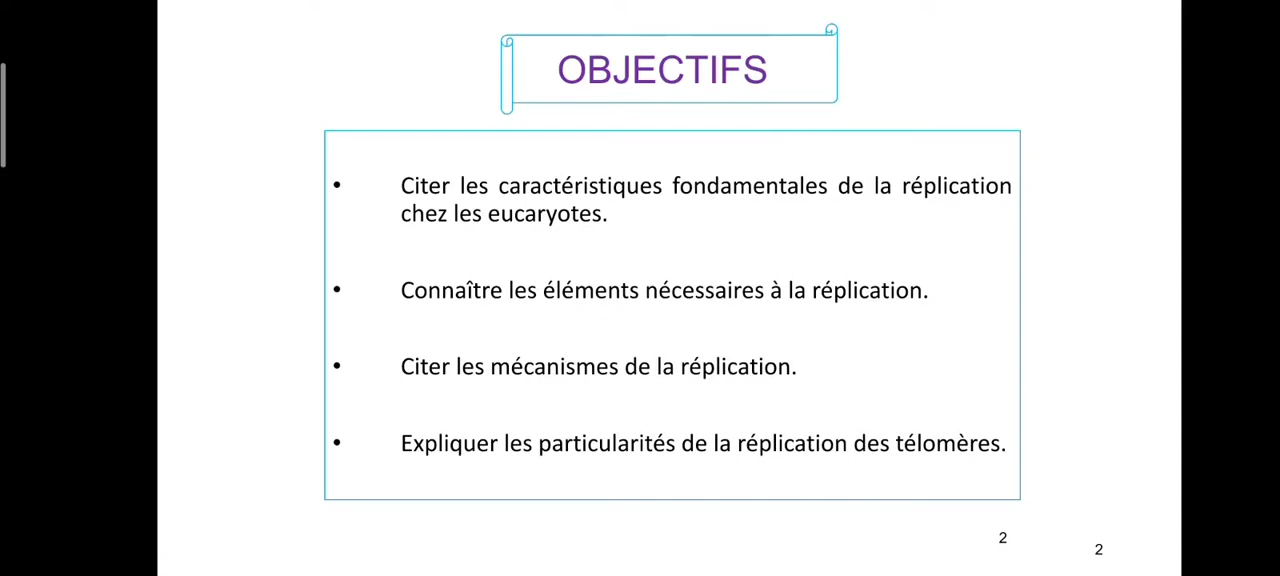 OBJECTIFS
• Citer les caractéristiques fondamentales de la réplication
chez les eucaryotes.
• Connaître les éléments nécessaires à la réplication.
• Citer les mécanismes de la réplication.
• Expliquer les particularités de la réplication des télomères.
2
2